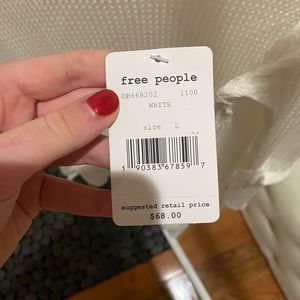 free people
OB668202 1100
WHITE
size L
1 90383 67859 7
suggested retail price
$68.00